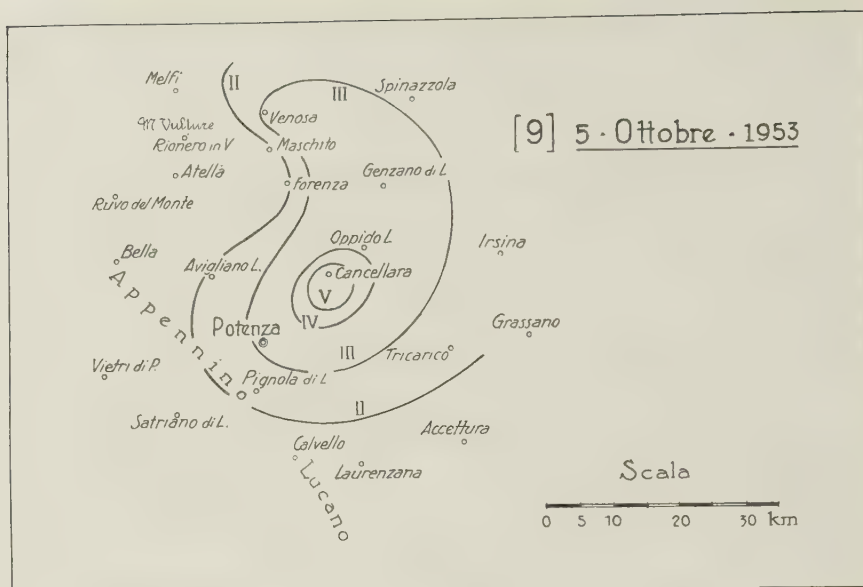 II
Melfi
III
Spinazzola
Venosa
[9] 5 · Ottobre · 1953
M Vulture
Rionero in V
Maschito
Atella
Forenza
Genzano di L
Ruvo del Monte
Oppido L.
Irsina
Bella
Avigliano L.
Cancellara
V
IV
Potenza
Grassano
III
Tricarico
Vietri di P.
Pignola di L
II
Satriano di L.
Accettura
Calvello
Laurenzana
Appennino
Lucano
Scala
0 5 10 20 30 km